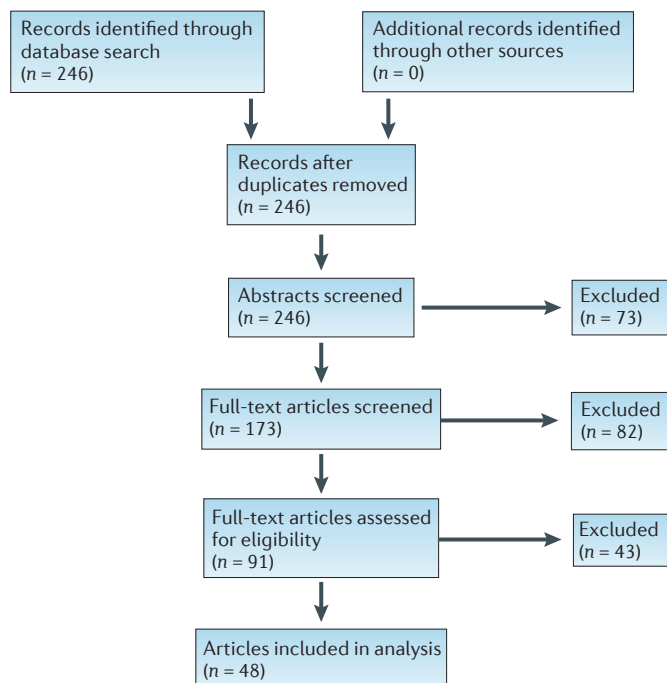 Records identified through
database search
(n = 246)
Additional records identified
through other sources
(n = 0)
Records after
duplicates removed
(n = 246)
Abstracts screened
(n = 246)
Excluded
(n = 73)
Full-text articles screened
(n = 173)
Excluded
(n = 82)
Full-text articles assessed
for eligibility
(n = 91)
Excluded
(n = 43)
Articles included in analysis
(n = 48)